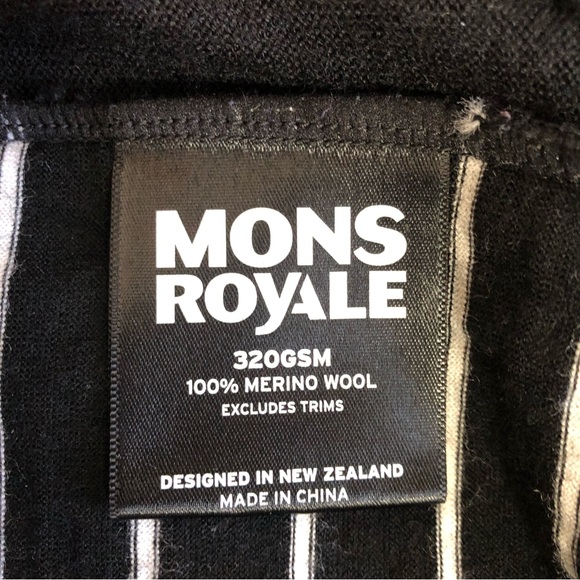 MONS
ROYALE
320GSM
100% MERINO WOOL
EXCLUDES TRIMS
DESIGNED IN NEW ZEALAND
MADE IN CHINA